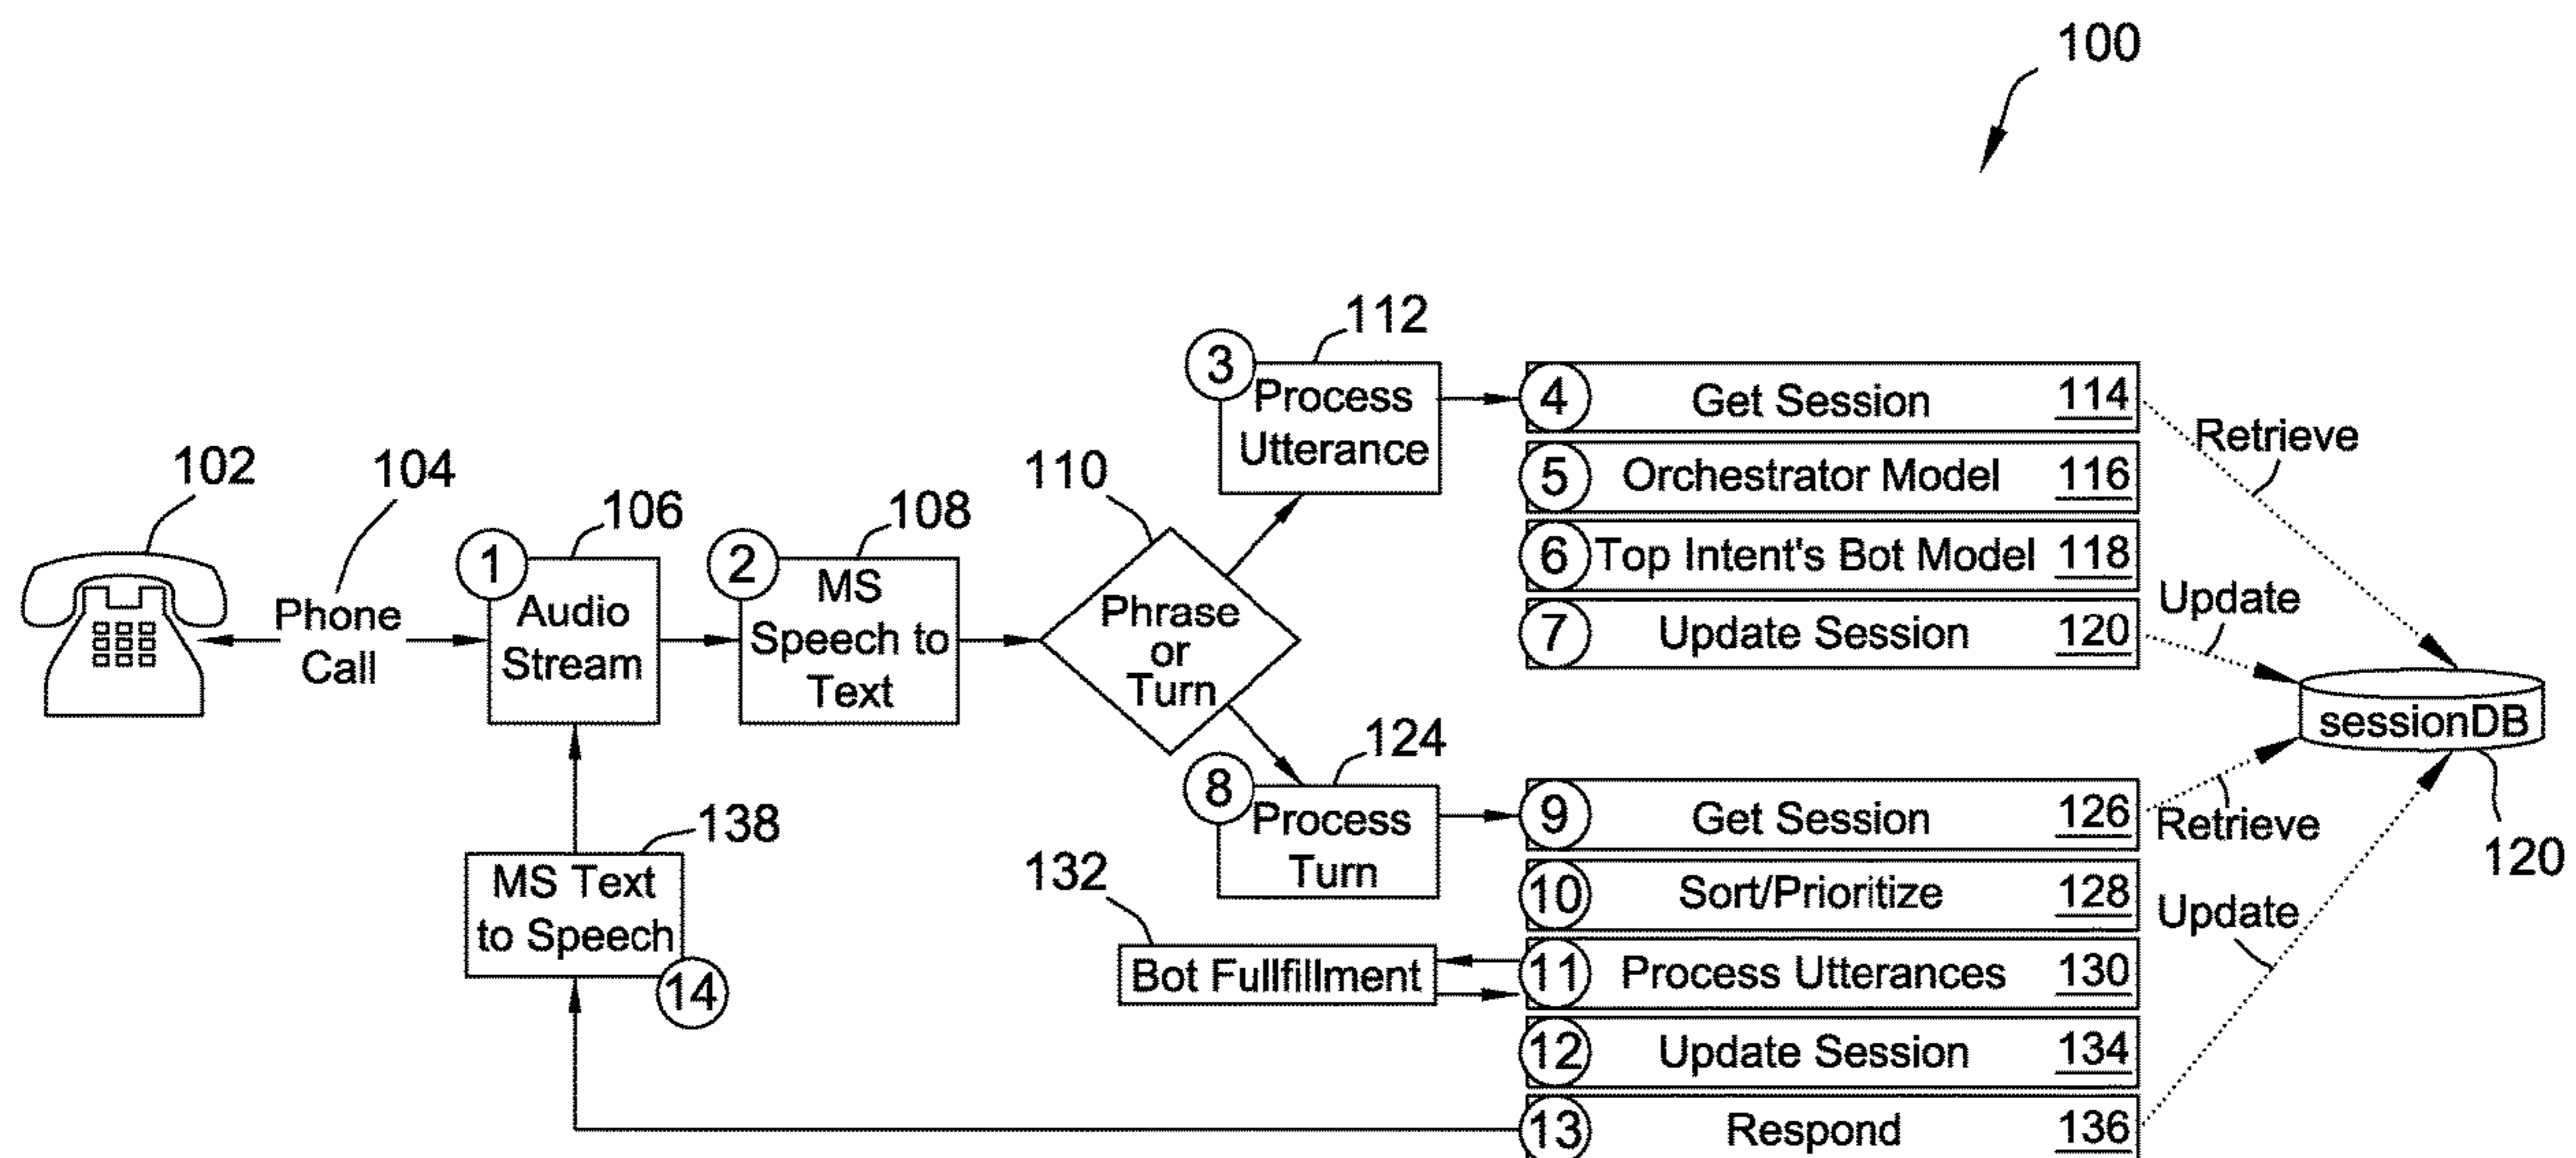 100
112
3
Process
Utterance
4 Get Session 114
Retrieve
5 Orchestrator Model 116
6 Top Intent's Bot Model 118
Update
7 Update Session 120
102
104
Phone
Call
106
1
Audio
Stream
108
2
MS
Speech to
Text
110
Phrase
or
Turn
sessionDB
120
124
8
Process
Turn
9 Get Session 126
Retrieve
10 Sort/Prioritize 128
Update
132
Bot Fullfillment
11 Process Utterances 130
12 Update Session 134
13 Respond 136
138
MS Text
to Speech
14